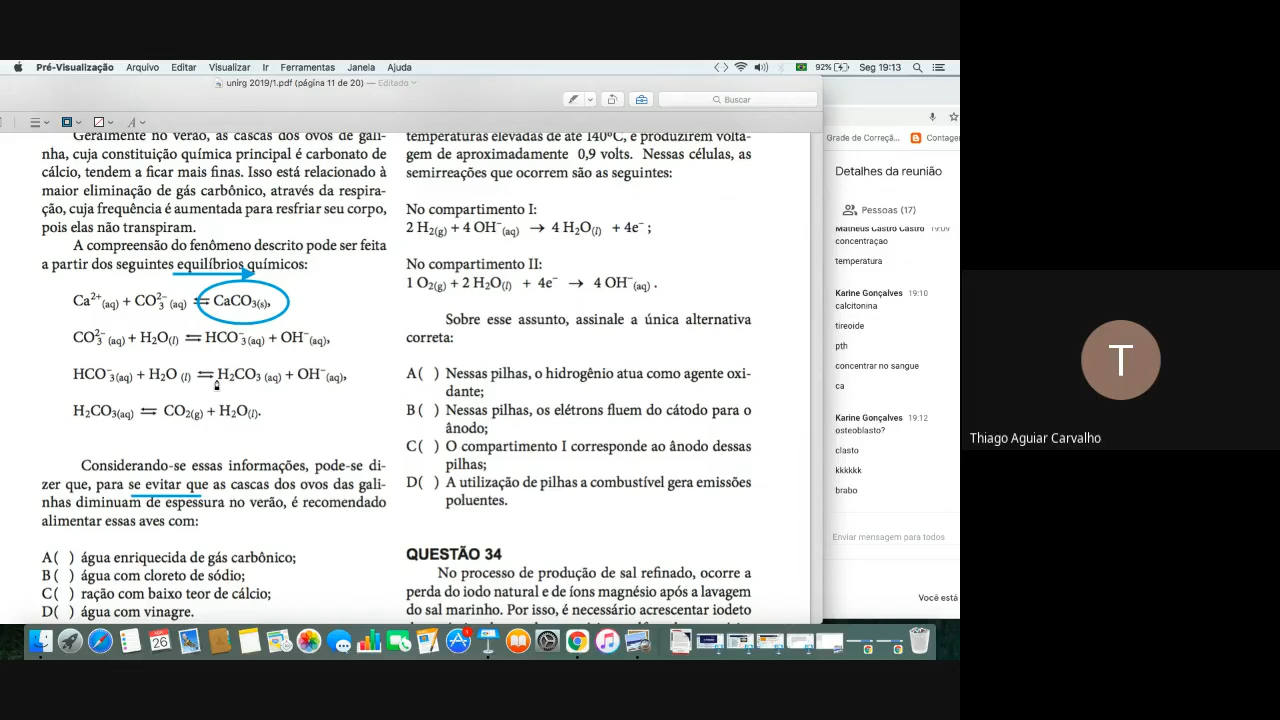 Pré-Visualização Arquivo Editar Visualizar Ir Ferramentas Janela Ajuda
92% Seg 19:13
unirg 2019/1.pdf (página 11 de 20) — Editado
Buscar
Geralmente no verão, as cascas dos ovos de gali-
nha, cuja constituição química principal é carbonato de
cálcio, tendem a ficar mais finas. Isso está relacionado à
maior eliminação de gás carbônico, através da respira-
ção, cuja frequência é aumentada para resfriar seu corpo,
pois elas não transpiram.
A compreensão do fenômeno descrito pode ser feita
a partir dos seguintes equilíbrios químicos:
Ca²⁺(aq) + CO₃²⁻(aq) ⇌ CaCO₃(s),
CO₃²⁻(aq) + H₂O(l) ⇌ HCO₃⁻(aq) + OH⁻(aq),
HCO₃⁻(aq) + H₂O (l) ⇌ H₂CO₃ (aq) + OH⁻(aq),
H₂CO₃(aq) ⇌ CO₂(g) + H₂O(l).
Considerando-se essas informações, pode-se di-
zer que, para se evitar que as cascas dos ovos das gali-
nhas diminuam de espessura no verão, é recomendado
alimentar essas aves com:
A( ) água enriquecida de gás carbônico;
B( ) água com cloreto de sódio;
C( ) ração com baixo teor de cálcio;
D( ) água com vinagre.
temperaturas elevadas de até 140ºC, e produzirem volta-
gem de aproximadamente 0,9 volts. Nessas células, as
semirreações que ocorrem são as seguintes:
No compartimento I:
2 H₂(g) + 4 OH⁻(aq) → 4 H₂O(l) + 4e⁻ ;
No compartimento II:
1 O₂(g) + 2 H₂O(l) + 4e⁻ → 4 OH⁻(aq) .
Sobre esse assunto, assinale a única alternativa
correta:
A( ) Nessas pilhas, o hidrogênio atua como agente oxi-
dante;
B( ) Nessas pilhas, os elétrons fluem do cátodo para o
ânodo;
C( ) O compartimento I corresponde ao ânodo dessas
pilhas;
D( ) A utilização de pilhas a combustível gera emissões
poluentes.
QUESTÃO 34
No processo de produção de sal refinado, ocorre a
perda do iodo natural e de íons magnésio após a lavagem
do sal marinho. Por isso, é necessário acrescentar iodeto
Grade de Correçã... Contagem
Detalhes da reunião
Pessoas (17)
Matheus Castro Castro 19:09
concentraçao
temperatura
Karine Gonçalves 19:10
calcitonina
tireoide
pth
concentrar no sangue
ca
Karine Gonçalves 19:12
osteoblasto?
clasto
kkkkkk
brabo
Enviar mensagem para todos
Você está
T
Thiago Aguiar Carvalho